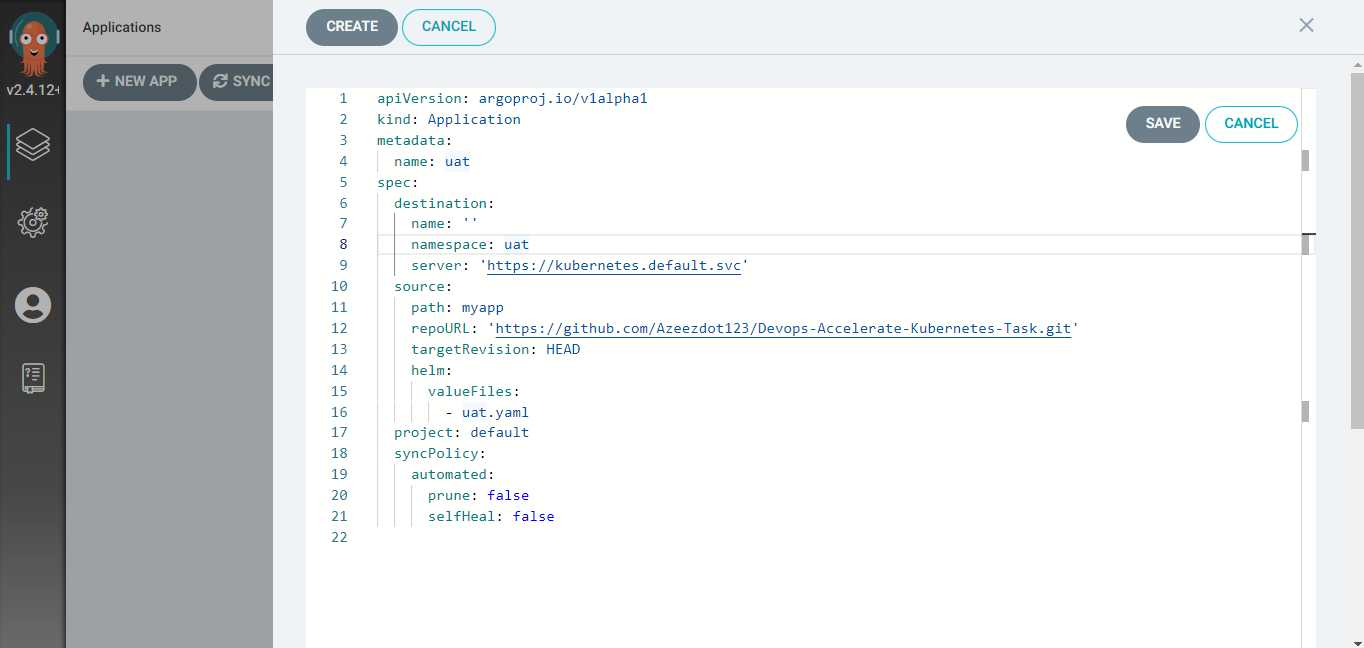 CREATE CANCEL
Applications
v2.4.12+
+ NEW APP SYNC
SAVE CANCEL
1 apiVersion: argoproj.io/v1alpha1
2 kind: Application
3 metadata:
4   name: uat
5 spec:
6   destination:
7     name: ''
8     namespace: uat
9     server: 'https://kubernetes.default.svc'
10   source:
11     path: myapp
12     repoURL: 'https://github.com/Azeezdot123/Devops-Accelerate-Kubernetes-Task.git'
13     targetRevision: HEAD
14     helm:
15       valueFiles:
16         - uat.yaml
17   project: default
18   syncPolicy:
19     automated:
20       prune: false
21       selfHeal: false
22